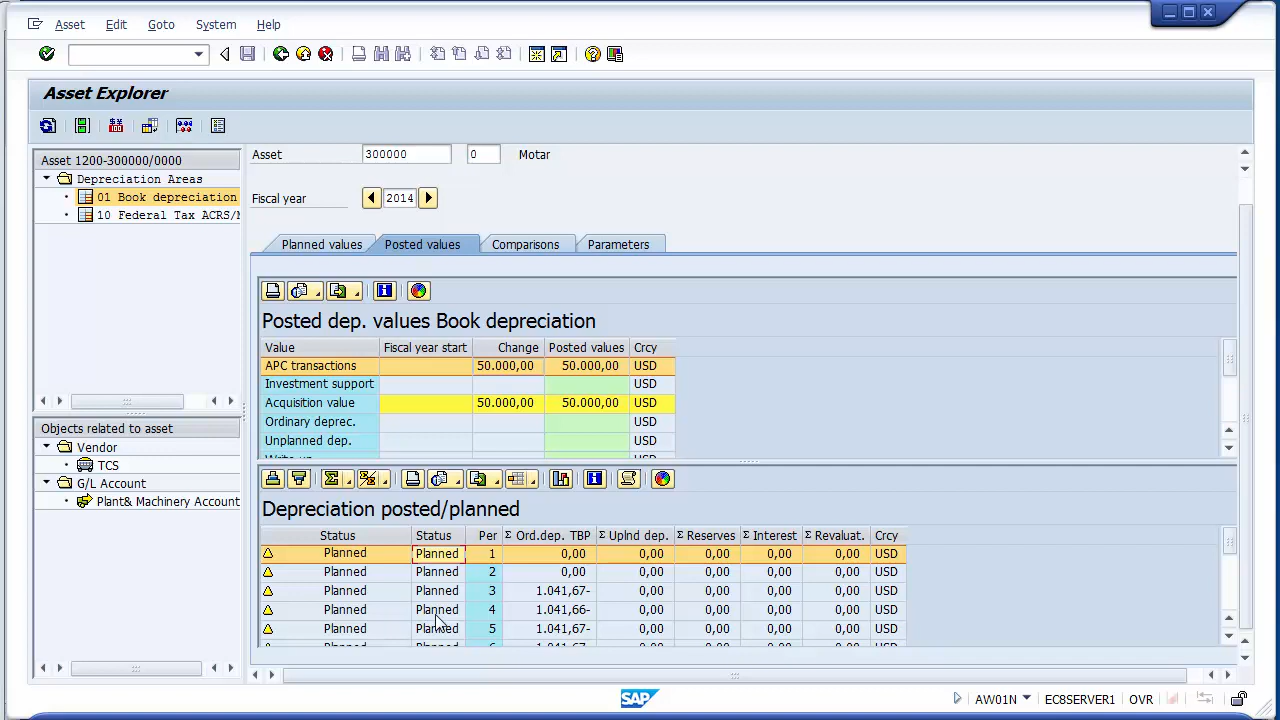 Asset Edit Goto System Help
Asset Explorer
Asset 1200-300000/0000
Depreciation Areas
01 Book depreciation
10 Federal Tax ACRS/M
Objects related to asset
Vendor
TCS
G/L Account
Plant& Machinery Account
Asset 300000 0 Motar
Fiscal year 2014
Planned values Posted values Comparisons Parameters
Posted dep. values Book depreciation
Value Fiscal year start Change Posted values Crcy
APC transactions 50.000,00 50.000,00 USD
Investment support USD
Acquisition value 50.000,00 50.000,00 USD
Ordinary deprec. USD
Unplanned dep. USD
Depreciation posted/planned
Status Status Per Σ Ord.dep. TBP Σ Uplnd dep. Σ Reserves Σ Interest Σ Revaluat. Crcy
Planned Planned 1 0,00 0,00 0,00 0,00 0,00 USD
Planned Planned 2 0,00 0,00 0,00 0,00 0,00 USD
Planned Planned 3 1.041,67- 0,00 0,00 0,00 0,00 USD
Planned Planned 4 1.041,66- 0,00 0,00 0,00 0,00 USD
Planned Planned 5 1.041,67- 0,00 0,00 0,00 0,00 USD
SAP
AW01N EC8SERVER1 OVR